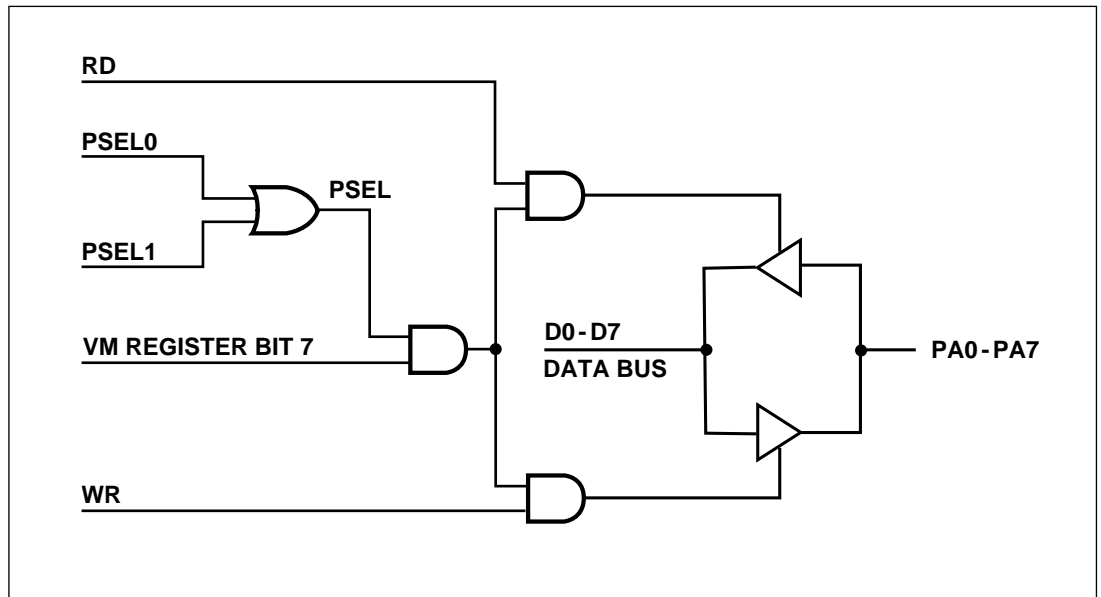 RD
PSEL0
PSEL
PSEL1
VM REGISTER BIT 7
D0 - D7
DATA BUS
PA0 - PA7
WR